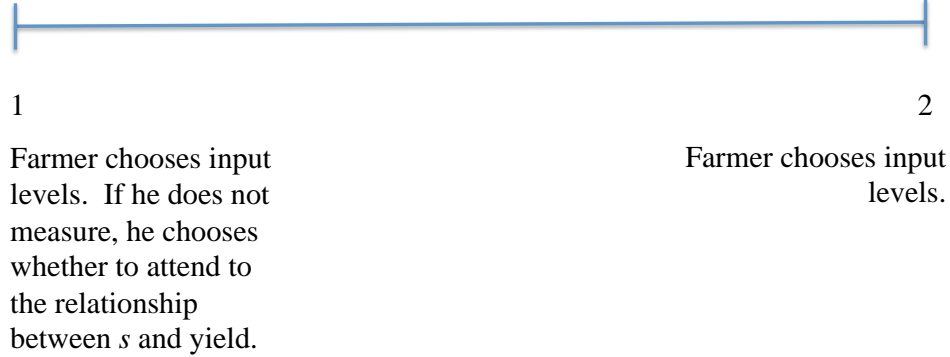 1
2
Farmer chooses input
levels.  If he does not
measure, he chooses
whether to attend to
the relationship
between s and yield.
Farmer chooses input
levels.